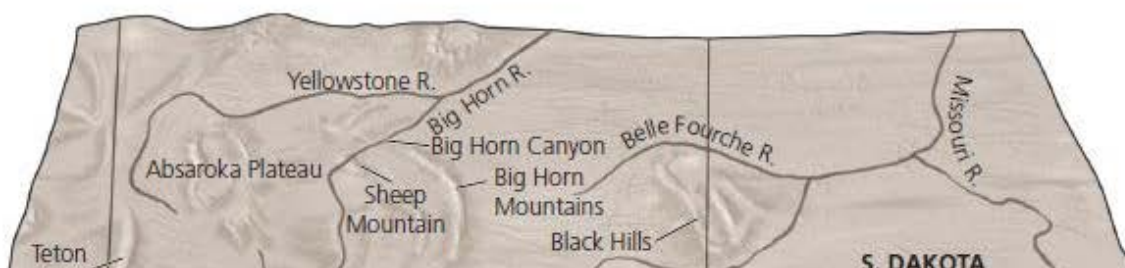 Yellowstone R.
Big Horn R.
Missouri R.
Belle Fourche R.
Big Horn Canyon
Absaroka Plateau
Sheep
Mountain
Big Horn
Mountains
Black Hills
Teton
S. DAKOTA